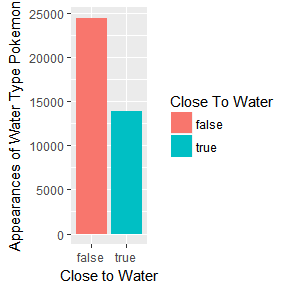 Appearances of Water Type Pokemon
25000
20000
15000
10000
5000
0
false true
Close to Water
Close To Water
false
true